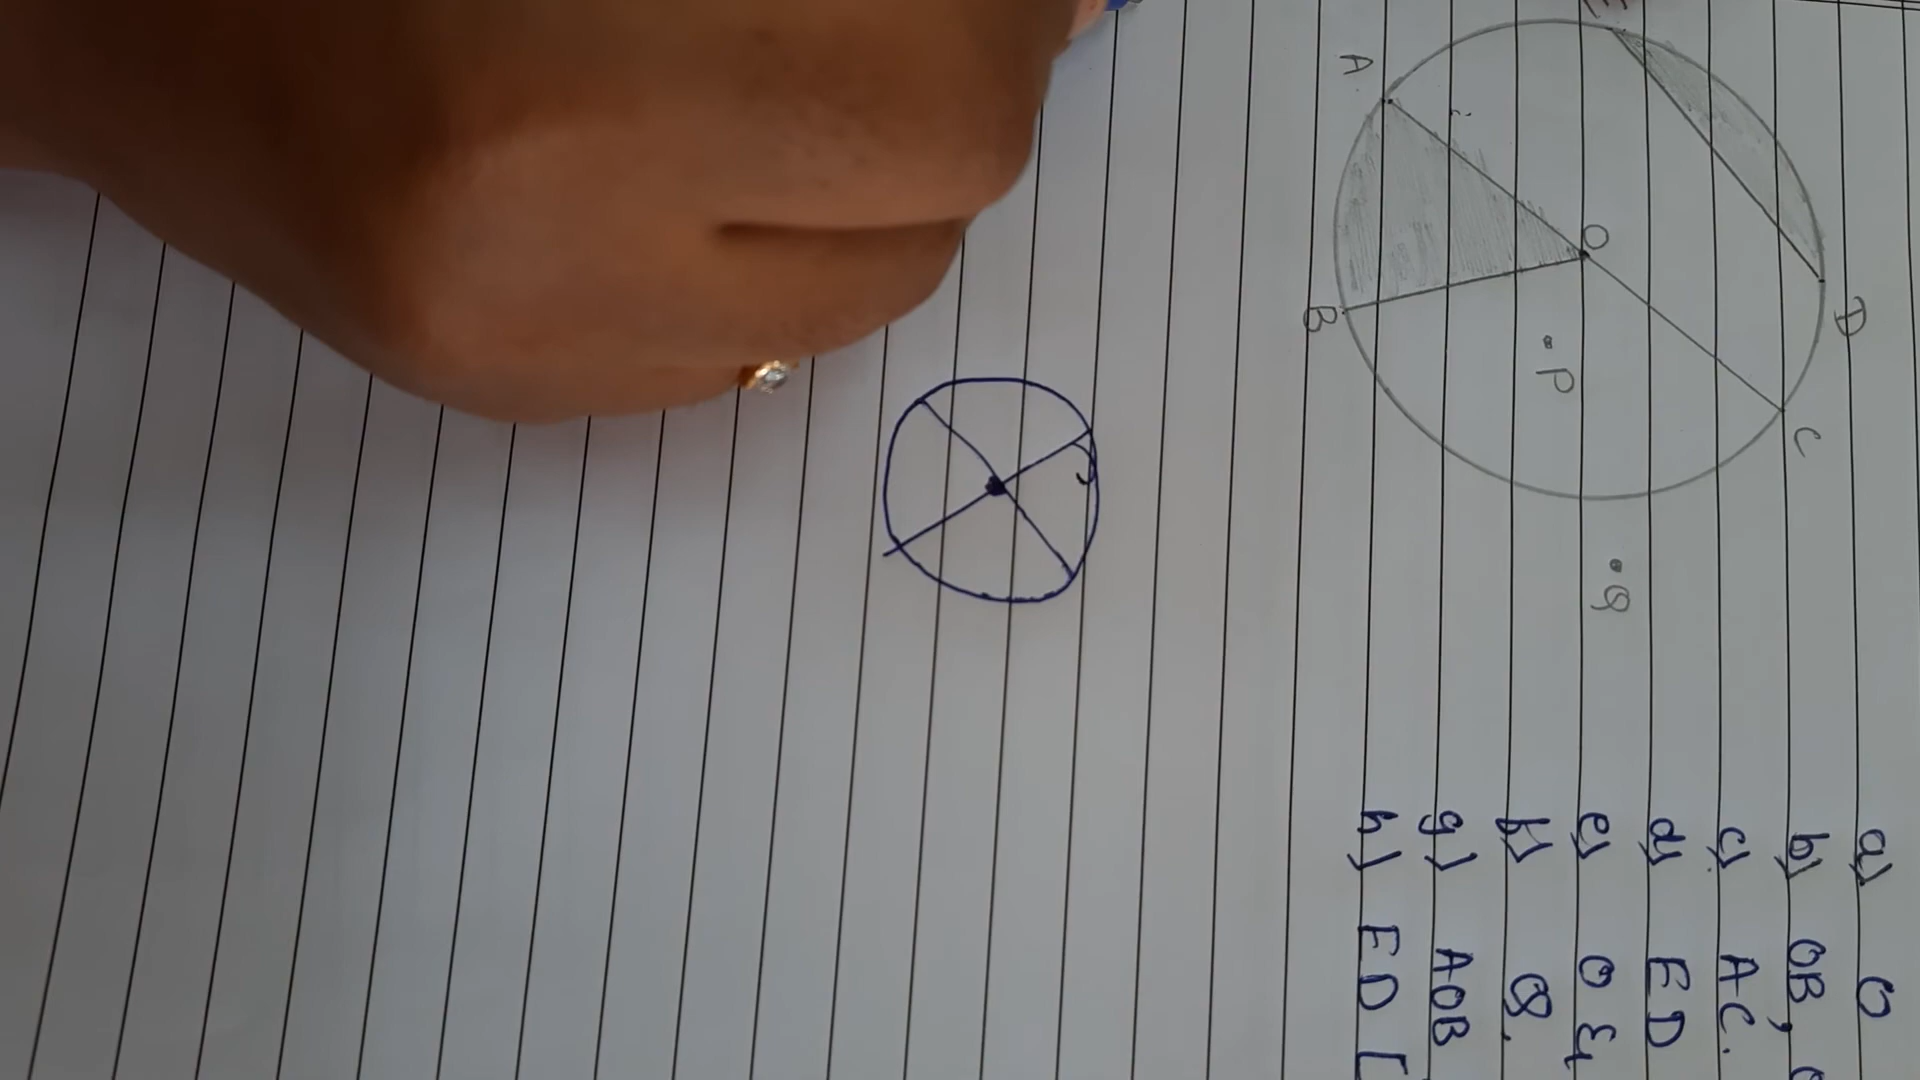 E
A
O
D
B
P
C
Q
a) O
b) OB,
c) AC.
d) ED
e) O &
f) Q.
g) AOB
h) ED [